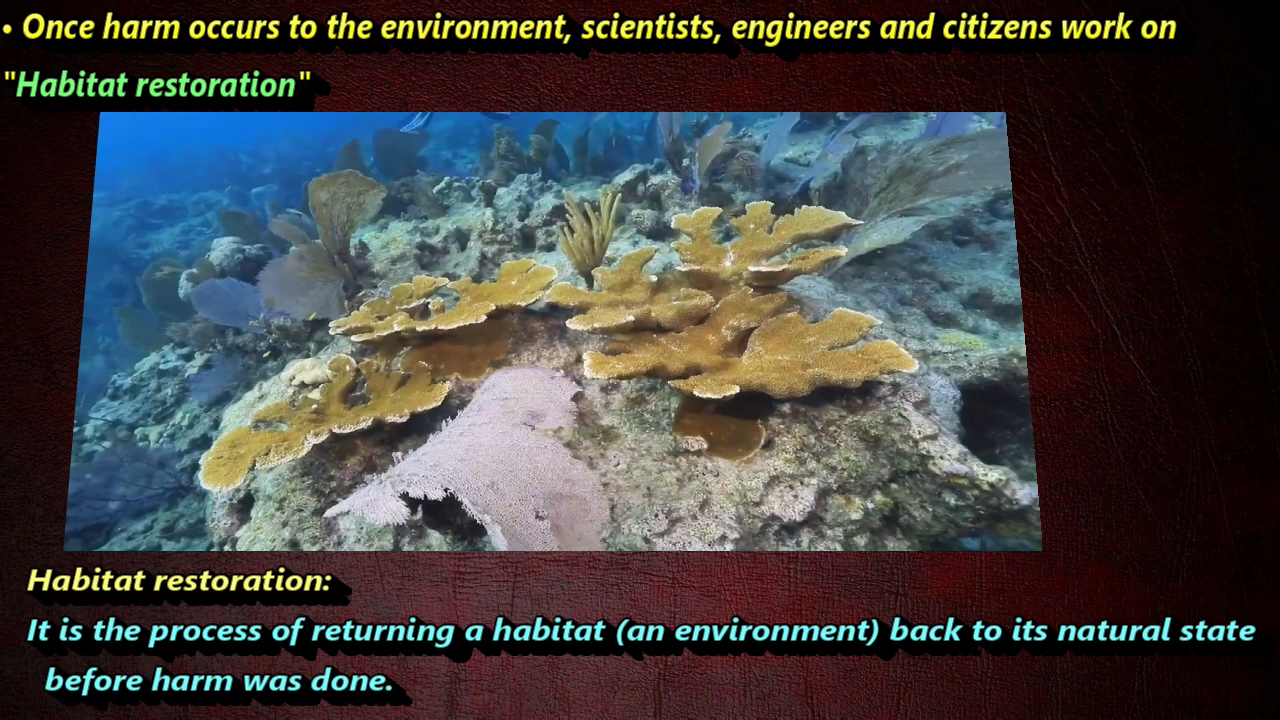 • Once harm occurs to the environment, scientists, engineers and citizens work on
"Habitat restoration"
Habitat restoration:
It is the process of returning a habitat (an environment) back to its natural state
before harm was done.